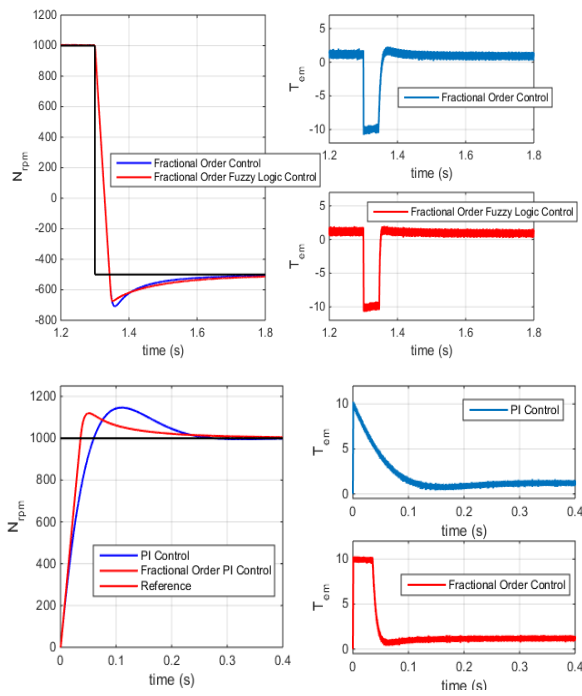 1200
1000
800
600
400
200
0
-200
-400
-600
-800
N rpm
1.2
1.4
1.6
1.8
time (s)
Fractional Order Control
Fractional Order Fuzzy Logic Control
5
0
-5
-10
T em
1.2
1.4
1.6
1.8
time (s)
Fractional Order Control
5
0
-5
-10
T em
1.2
1.4
1.6
1.8
time (s)
Fractional Order Fuzzy Logic Control
1200
1000
800
600
400
200
0
N rpm
0
0.1
0.2
0.3
0.4
time (s)
PI Control
Fractional Order PI Control
Reference
10
5
0
T em
0
0.1
0.2
0.3
0.4
time (s)
PI Control
10
5
0
T em
0
0.1
0.2
0.3
0.4
time (s)
Fractional Order Control